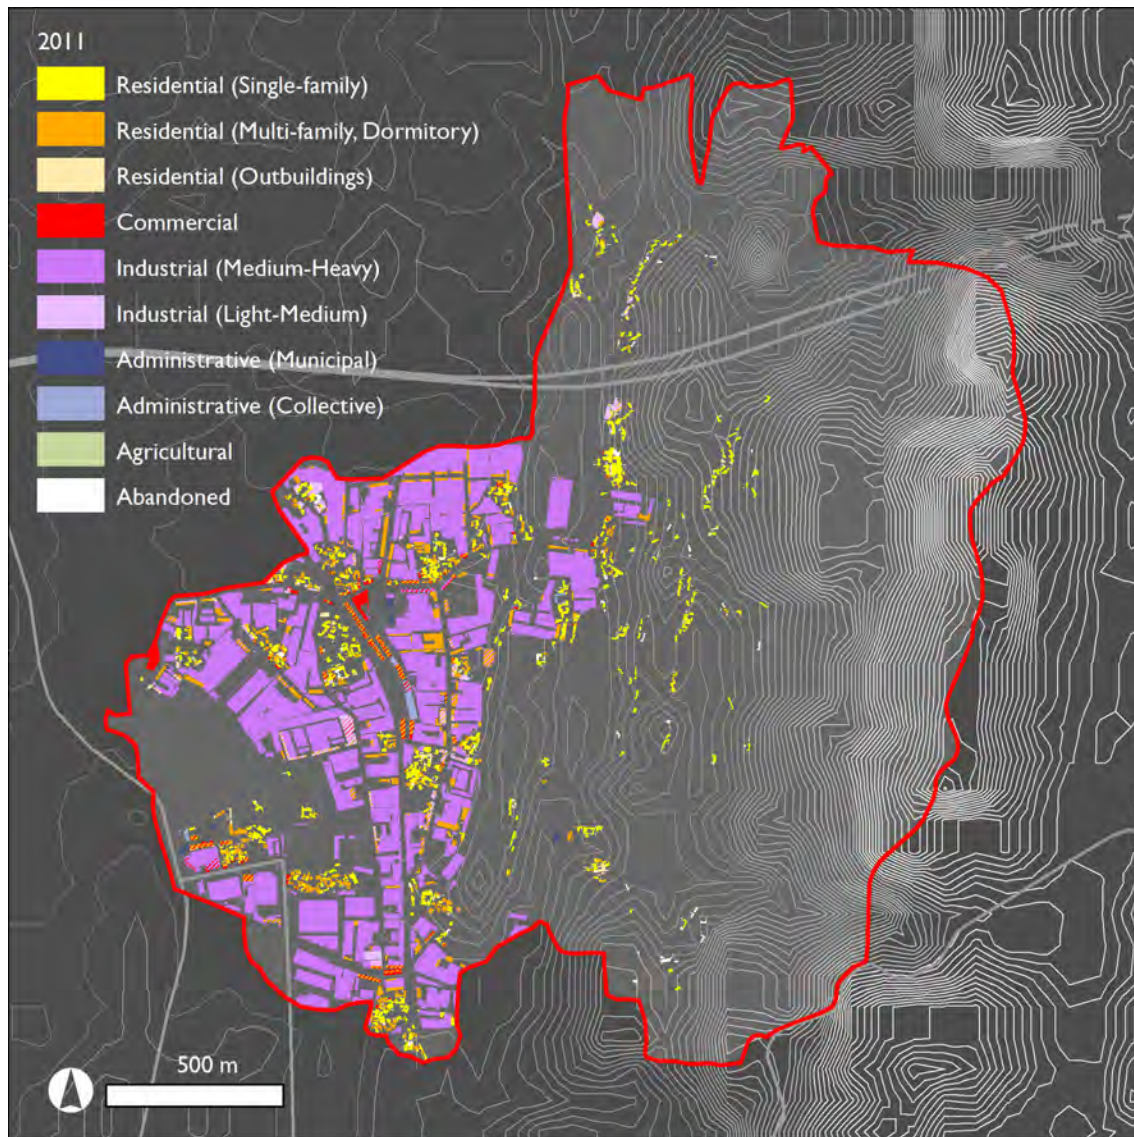 2011
Residential (Single-family)
Residential (Multi-family, Dormitory)
Residential (Outbuildings)
Commercial
Industrial (Medium-Heavy)
Industrial (Light-Medium)
Administrative (Municipal)
Administrative (Collective)
Agricultural
Abandoned
500 m